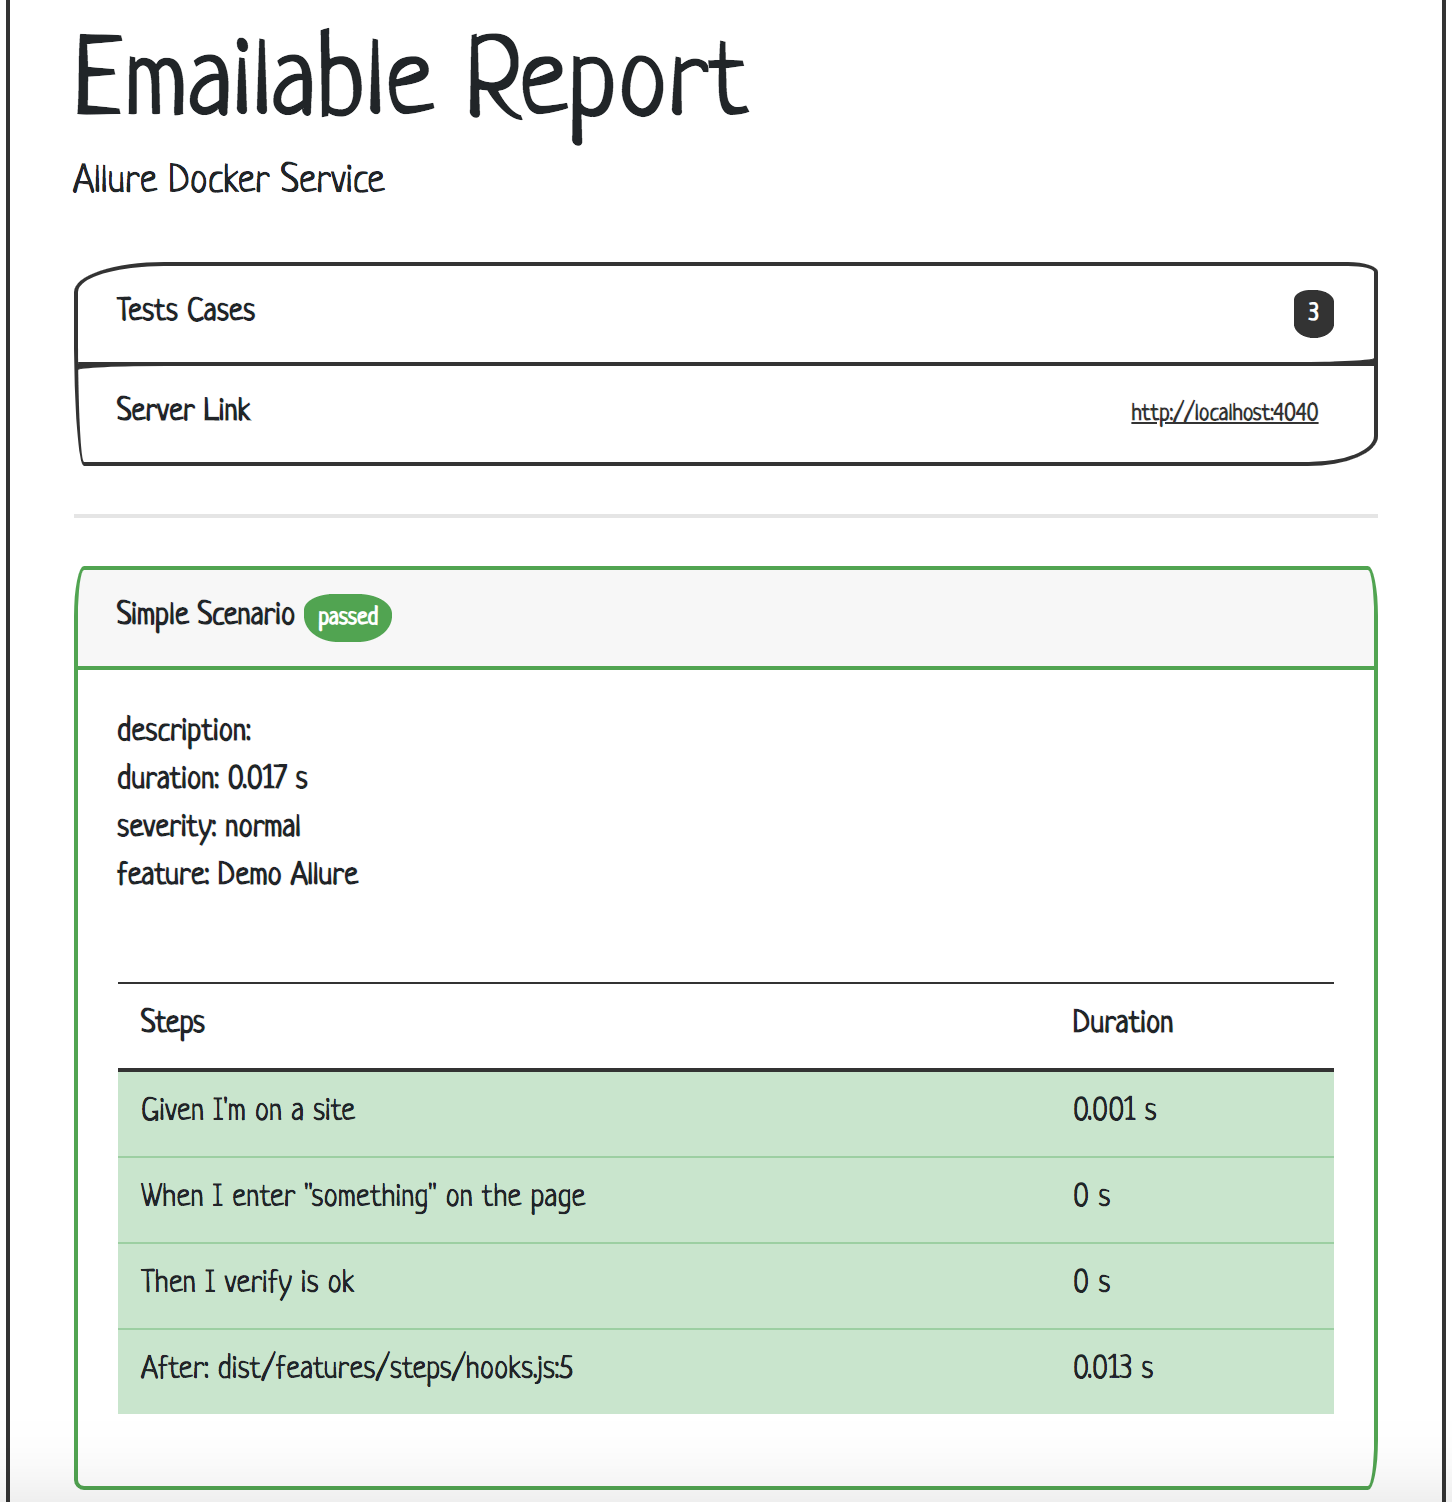 Emailable Report
Allure Docker Service
Tests Cases 3
Server Link http://localhost:4040
Simple Scenario passed
description:
duration: 0.017 s
severity: normal
feature: Demo Allure
Steps Duration
Given I'm on a site 0.001 s
When I enter "something" on the page 0 s
Then I verify is ok 0 s
After: dist/features/steps/hooks.js:5 0.013 s